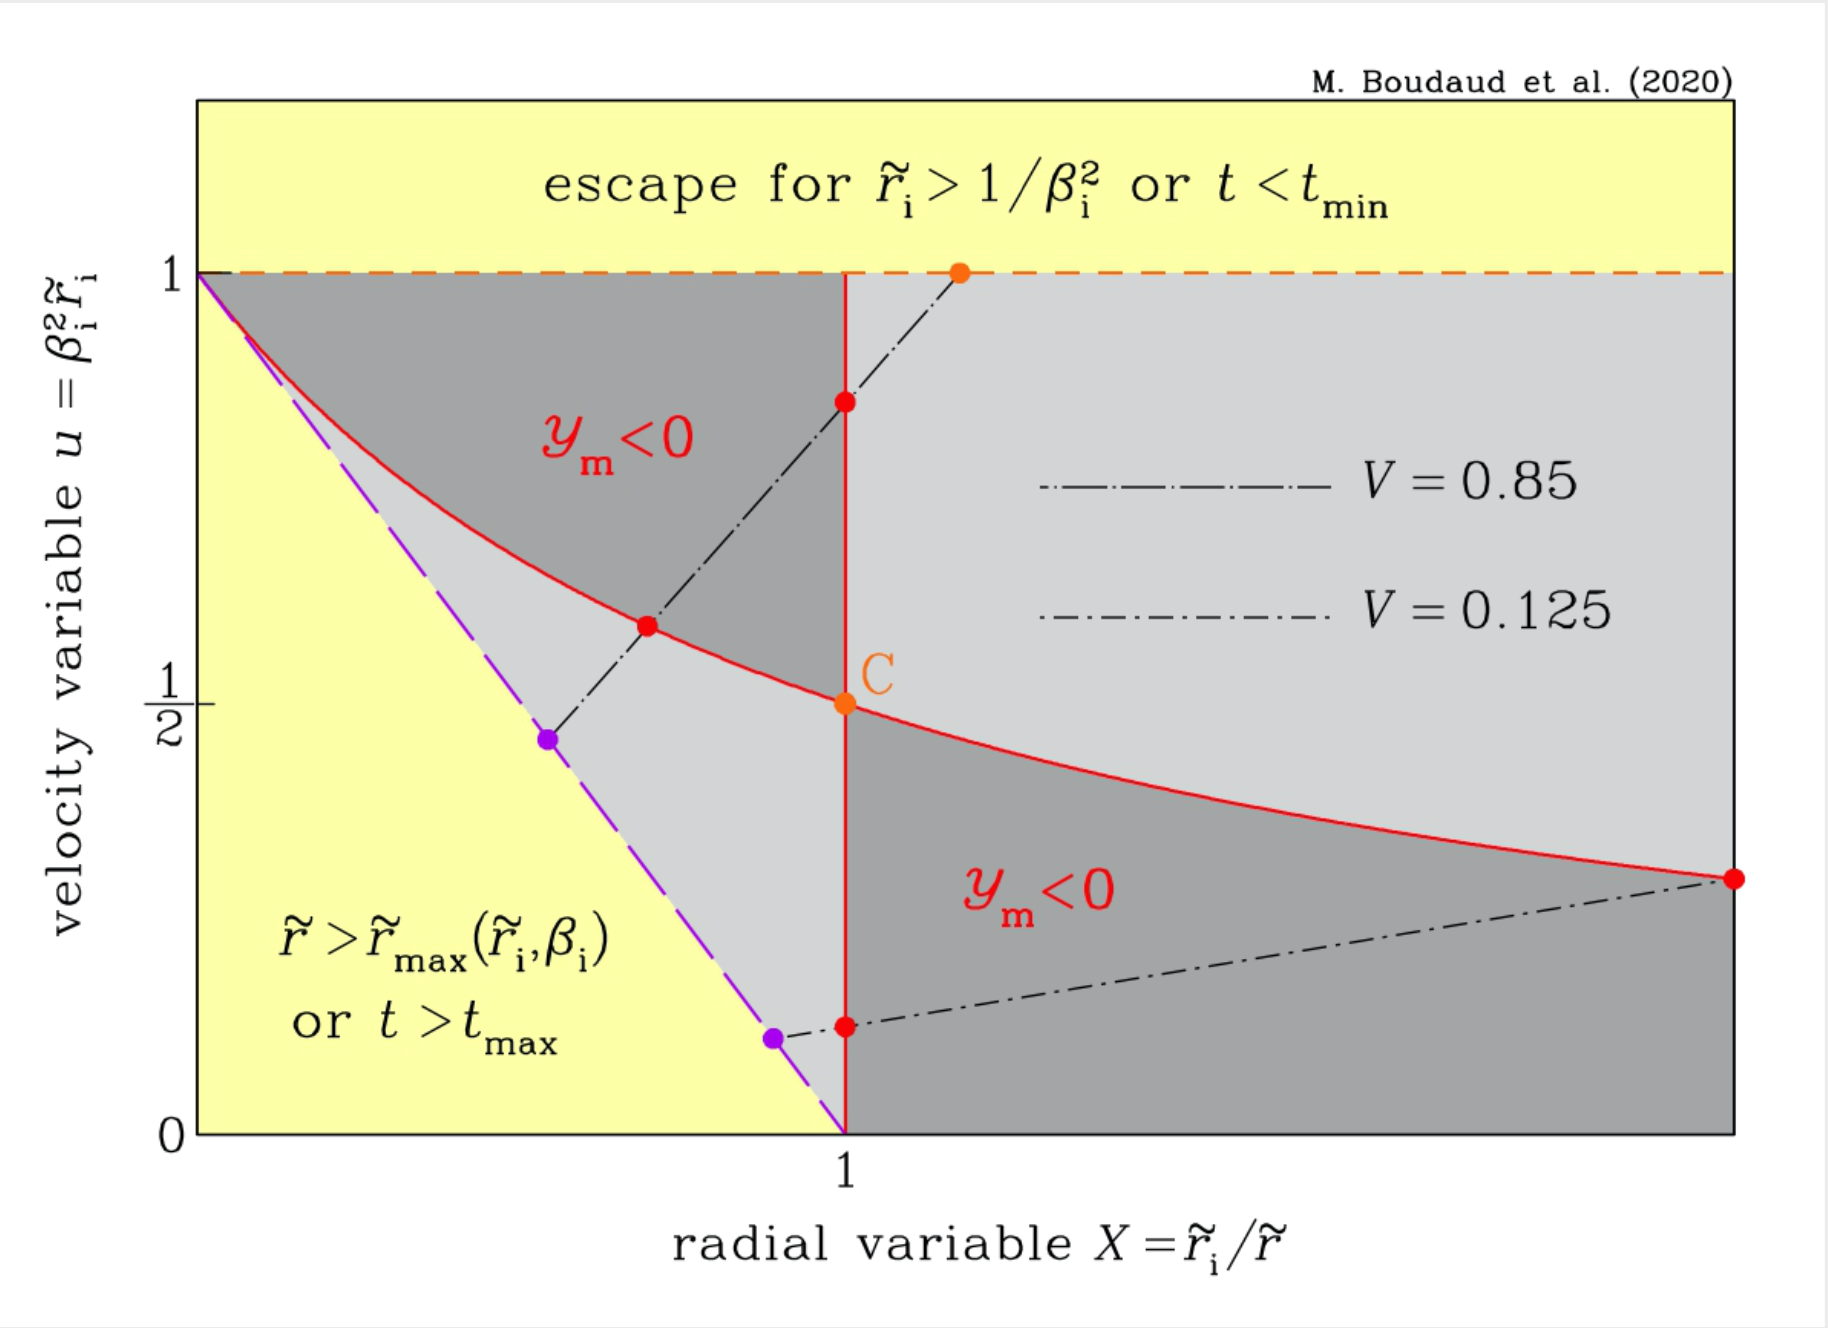 M. Boudaud et al. (2020)
escape for r̃ᵢ > 1/βᵢ² or t < t_min
1
velocity variable u = βᵢ² r̃ᵢ
y_m<0
V = 0.85
V = 0.125
C
1
2
y_m<0
r̃ > r̃_max(r̃ᵢ,βᵢ)
or t > t_max
0
1
radial variable X = r̃ᵢ/r̃